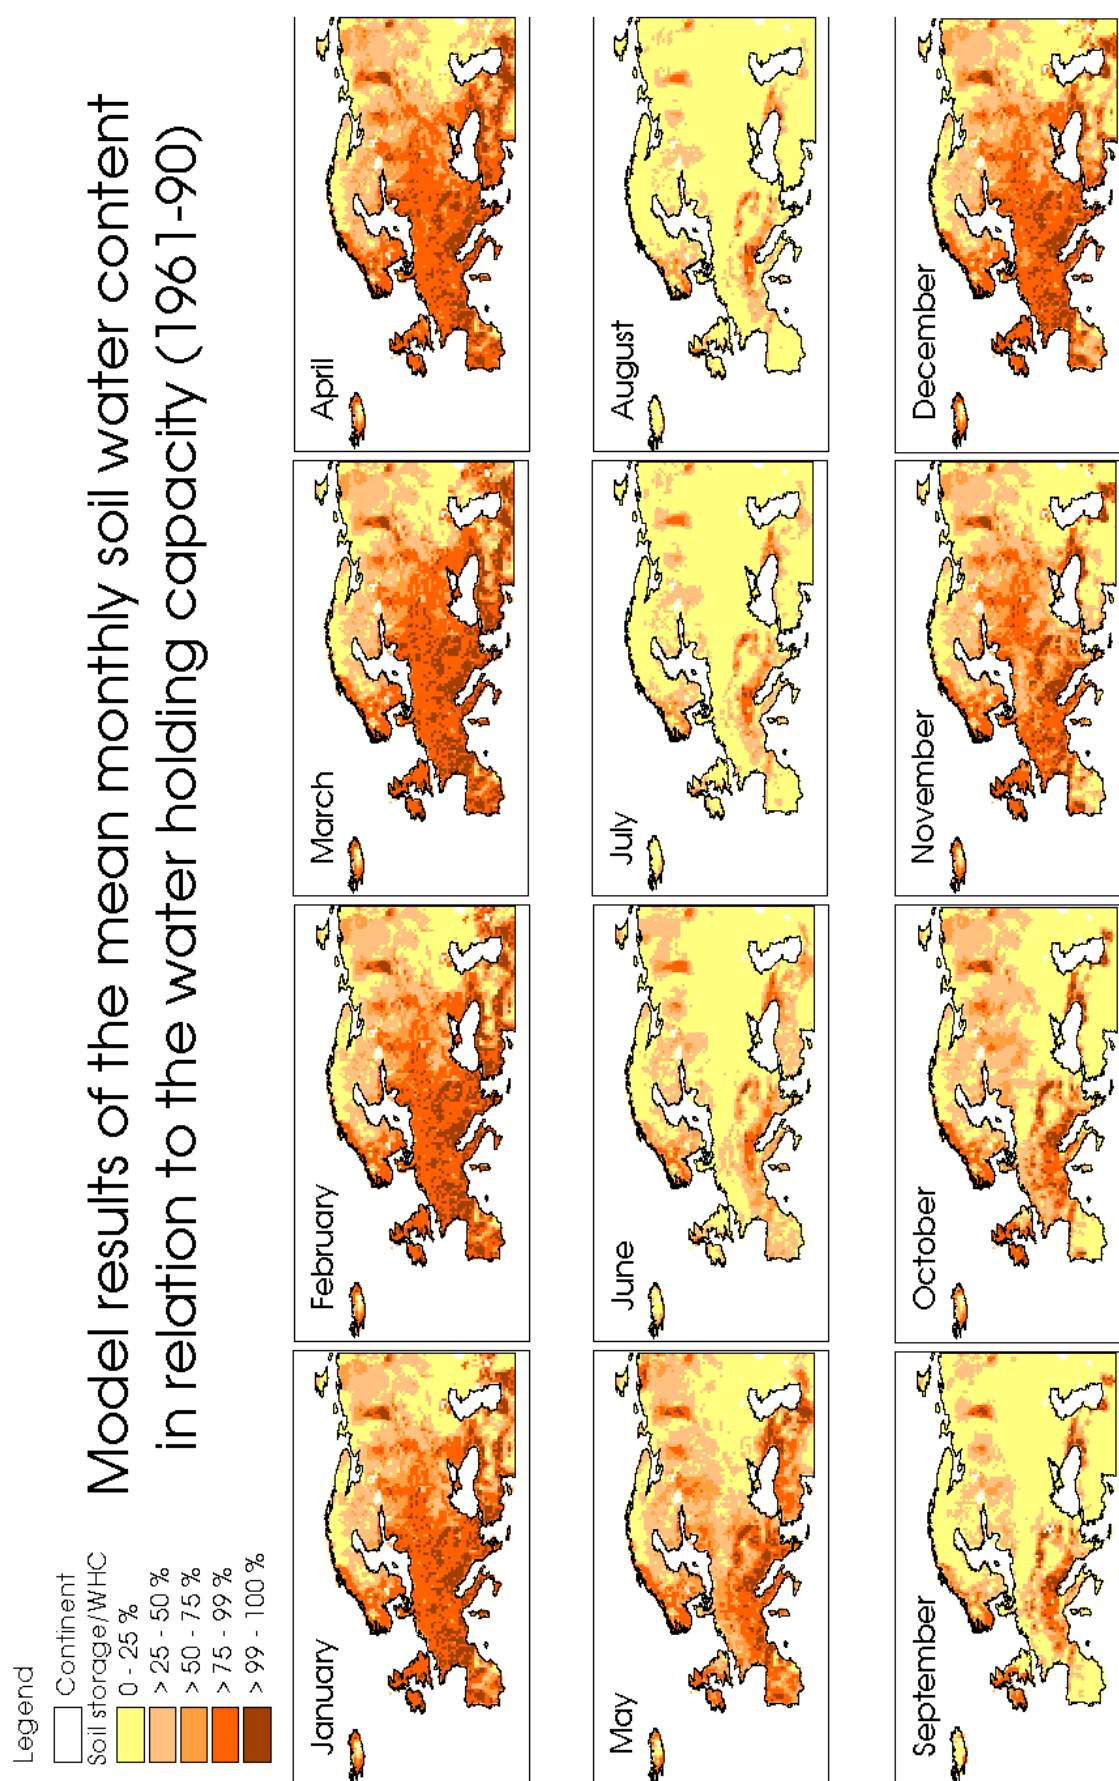 Model results of the mean monthly soil water content
in relation to the water holding capacity (1961-90)
Legend
Continent
Soil storage/WHC
0 - 25 %
> 25 - 50 %
> 50 - 75 %
> 75 - 99 %
> 99 - 100 %
January
February
March
April
May
June
July
August
September
October
November
December